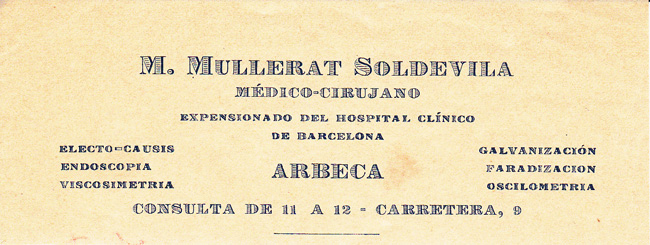 M. MULLERAT SOLDEVILA
MÉDICO-CIRUJANO
EXPENSIONADO DEL HOSPITAL CLÍNICO
DE BARCELONA
ELECTO-CAUSIS
ENDOSCOPIA
VISCOSIMETRIA
ARBECA
GALVANIZACIÓN
FARADIZACION
OSCILOMETRIA
CONSULTA DE 11 A 12 - CARRETERA, 9